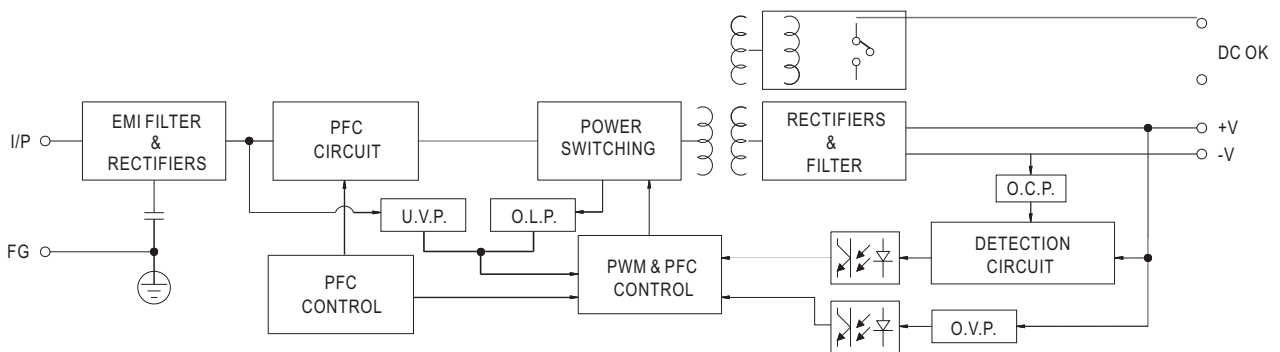 DC OK
I/P
EMI FILTER
&
RECTIFIERS
PFC
CIRCUIT
POWER
SWITCHING
RECTIFIERS
&
FILTER
+V
-V
O.C.P.
U.V.P.
O.L.P.
FG
PFC
CONTROL
PWM & PFC
CONTROL
DETECTION
CIRCUIT
O.V.P.